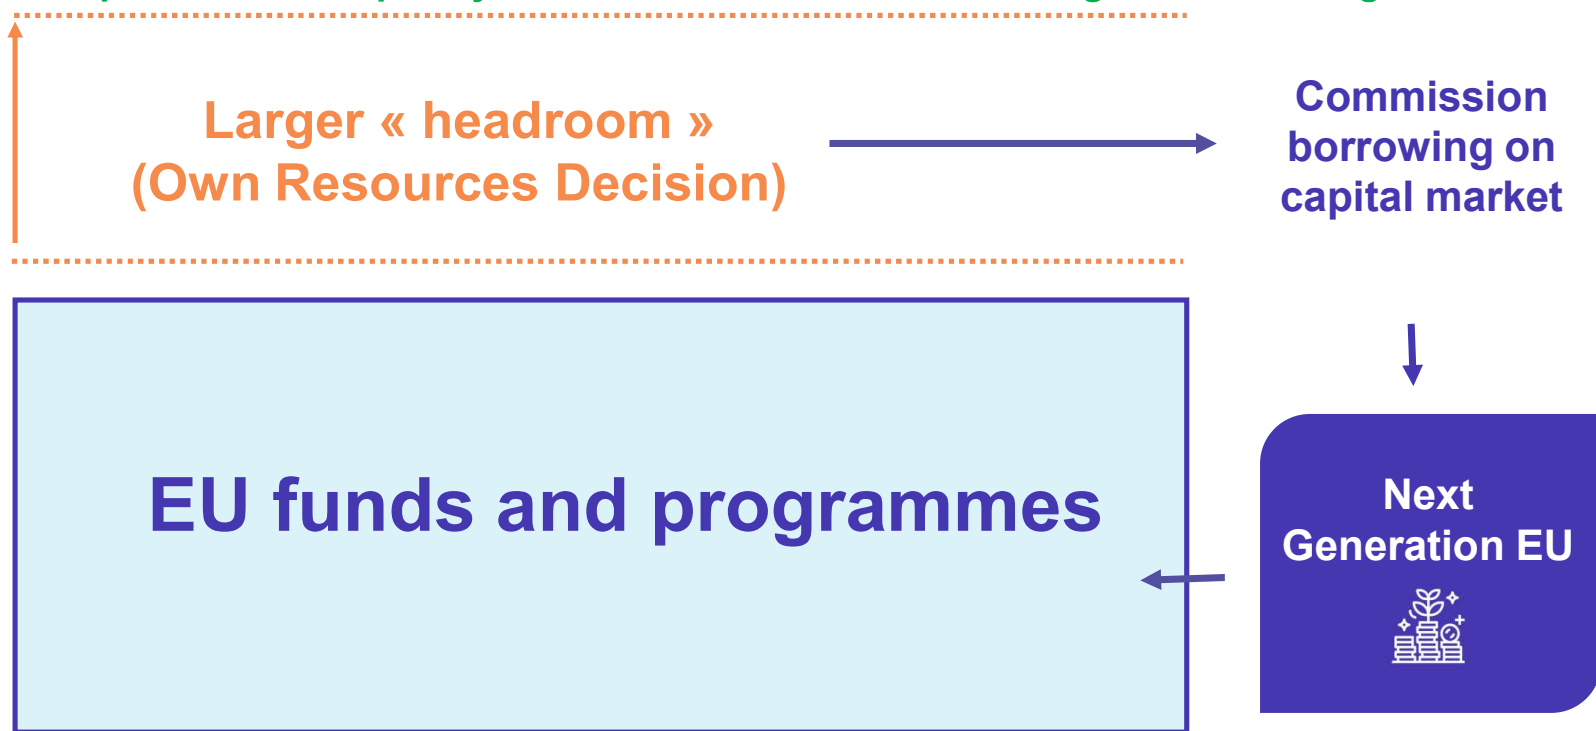 Larger « headroom »
(Own Resources Decision)
Commission
borrowing on
capital market
EU funds and programmes
Next
Generation EU